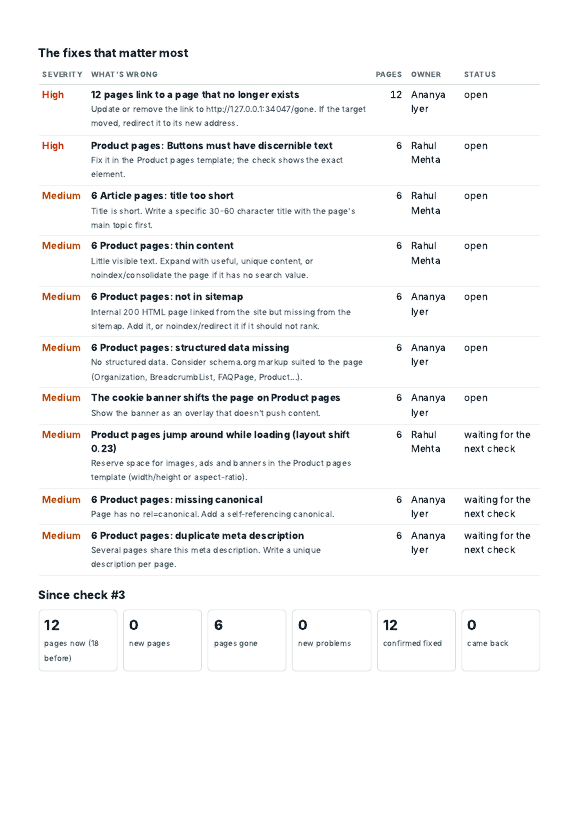 The fixes that matter most
SEVERITY WHAT'S WRONG PAGES OWNER STATUS
High 12 pages link to a page that no longer exists 12 Ananya open
Update or remove the link to http://127.0.0.1:34047/gone. If the target Iyer
moved, redirect it to its new address.
High Product pages: Buttons must have discernible text 6 Rahul open
Fix it in the Product pages template; the check shows the exact Mehta
element.
Medium 6 Article pages: title too short 6 Rahul open
Title is short. Write a specific 30-60 character title with the page's Mehta
main topic first.
Medium 6 Product pages: thin content 6 Rahul open
Little visible text. Expand with useful, unique content, or Mehta
noindex/consolidate the page if it has no search value.
Medium 6 Product pages: not in sitemap 6 Ananya open
Internal 200 HTML page linked from the site but missing from the Iyer
sitemap. Add it, or noindex/redirect it if it should not rank.
Medium 6 Product pages: structured data missing 6 Ananya open
No structured data. Consider schema.org markup suited to the page Iyer
(Organization, BreadcrumbList, FAQPage, Product...).
Medium The cookie banner shifts the page on Product pages 6 Ananya open
Show the banner as an overlay that doesn't push content. Iyer
Medium Product pages jump around while loading (layout shift 6 Rahul waiting for the
0.23) Mehta next check
Reserve space for images, ads and banners in the Product pages
template (width/height or aspect-ratio).
Medium 6 Product pages: missing canonical 6 Ananya waiting for the
Page has no rel=canonical. Add a self-referencing canonical. Iyer next check
Medium 6 Product pages: duplicate meta description 6 Ananya waiting for the
Several pages share this meta description. Write a unique Iyer next check
description per page.
Since check #3
12 0 6 0 12 0
pages now (18 new pages pages gone new problems confirmed fixed came back
before)